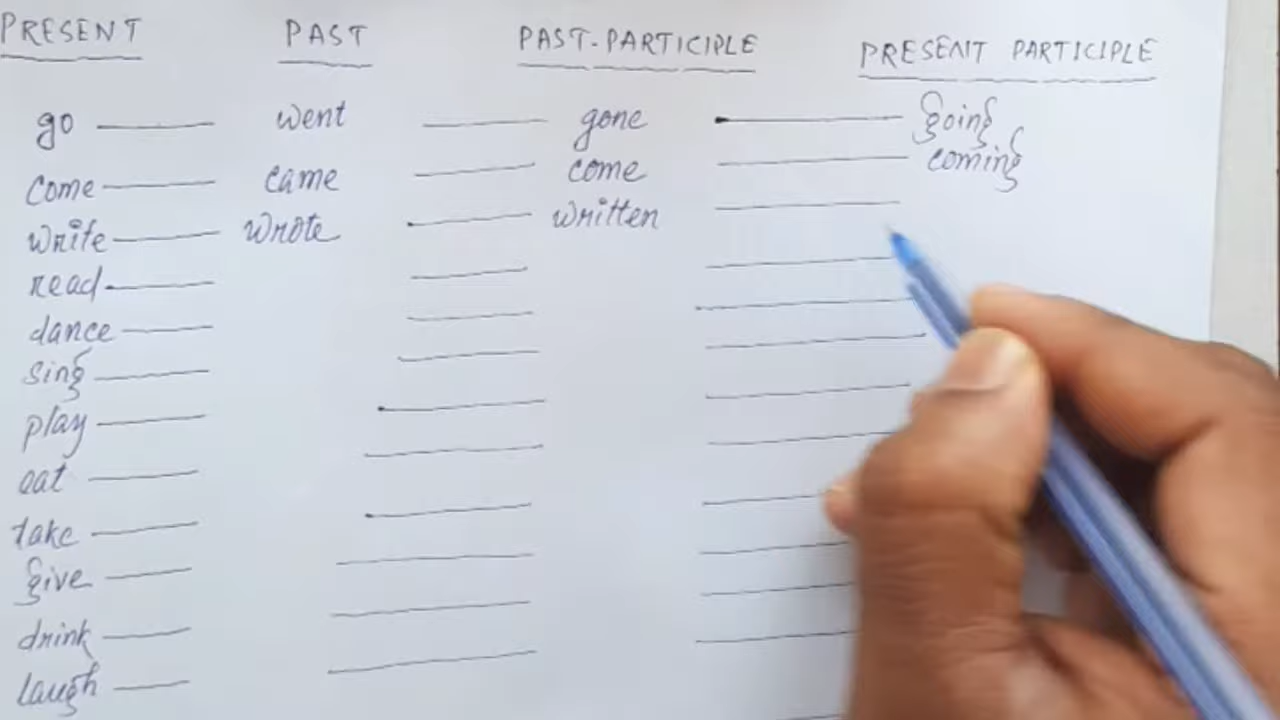 PRESENT PAST PAST-PARTICIPLE PRESENT PARTICIPLE
go went gone going
come came come coming
write wrote written
read
dance
sing
play
eat
take
give
drink
laugh